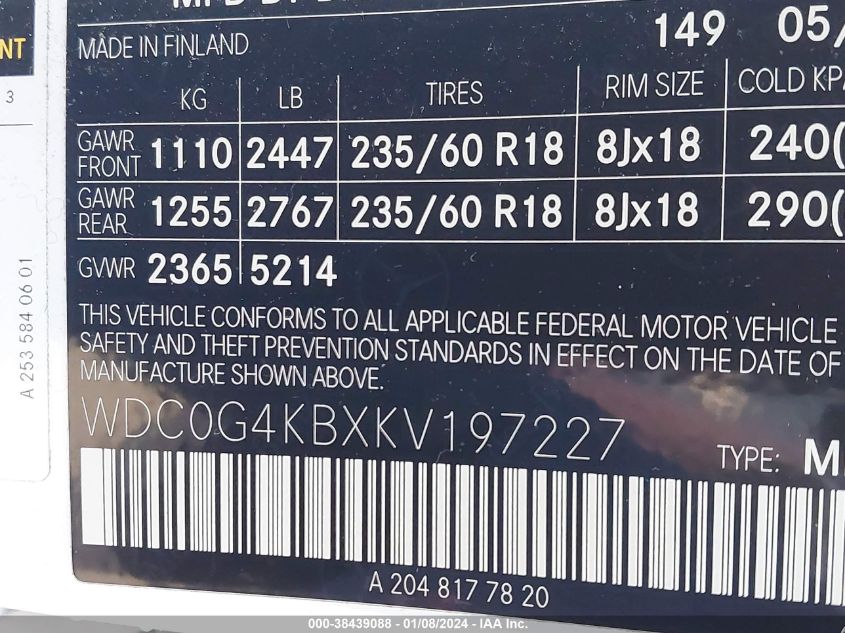 MADE IN FINLAND
149 05/
3
KG LB TIRES RIM SIZE COLD KPA
GAWR FRONT 1110 2447 235/60 R18 8Jx18 240(
GAWR REAR 1255 2767 235/60 R18 8Jx18 290(
GVWR 2365 5214
THIS VEHICLE CONFORMS TO ALL APPLICABLE FEDERAL MOTOR VEHICLE
SAFETY AND THEFT PREVENTION STANDARDS IN EFFECT ON THE DATE OF
MANUFACTURE SHOWN ABOVE.
WDC0G4KBXKV197227
TYPE:
A 204 817 78 20
A 253 584 06 01
000-38439088 - 01/08/2024 - IAA Inc.